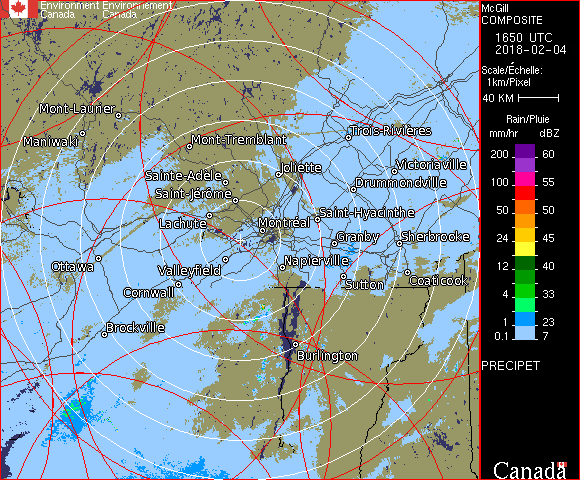 Environment Environnement
Canada Canada
McGill
COMPOSITE
1650 UTC
2018-02-04
Scale/Échelle:
1km/Pixel
40 KM
Rain/Pluie
mm/hr dBZ
200 60
100 55
50 50
24 45
12 40
4 33
1 23
0.1 7
PRECIPET
Canada
Mont-Laurier
Maniwaki
Mont-Tremblant
Trois-Rivières
Joliette
Victoriaville
Sainte-Adèle
Drummondville
Saint-Jérôme
Lachute
Saint-Hyacinthe
Montréal
Granby
Sherbrooke
Ottawa
Valleyfield
Napierville
Cornwall
Sutton
Coaticook
Brockville
Burlington